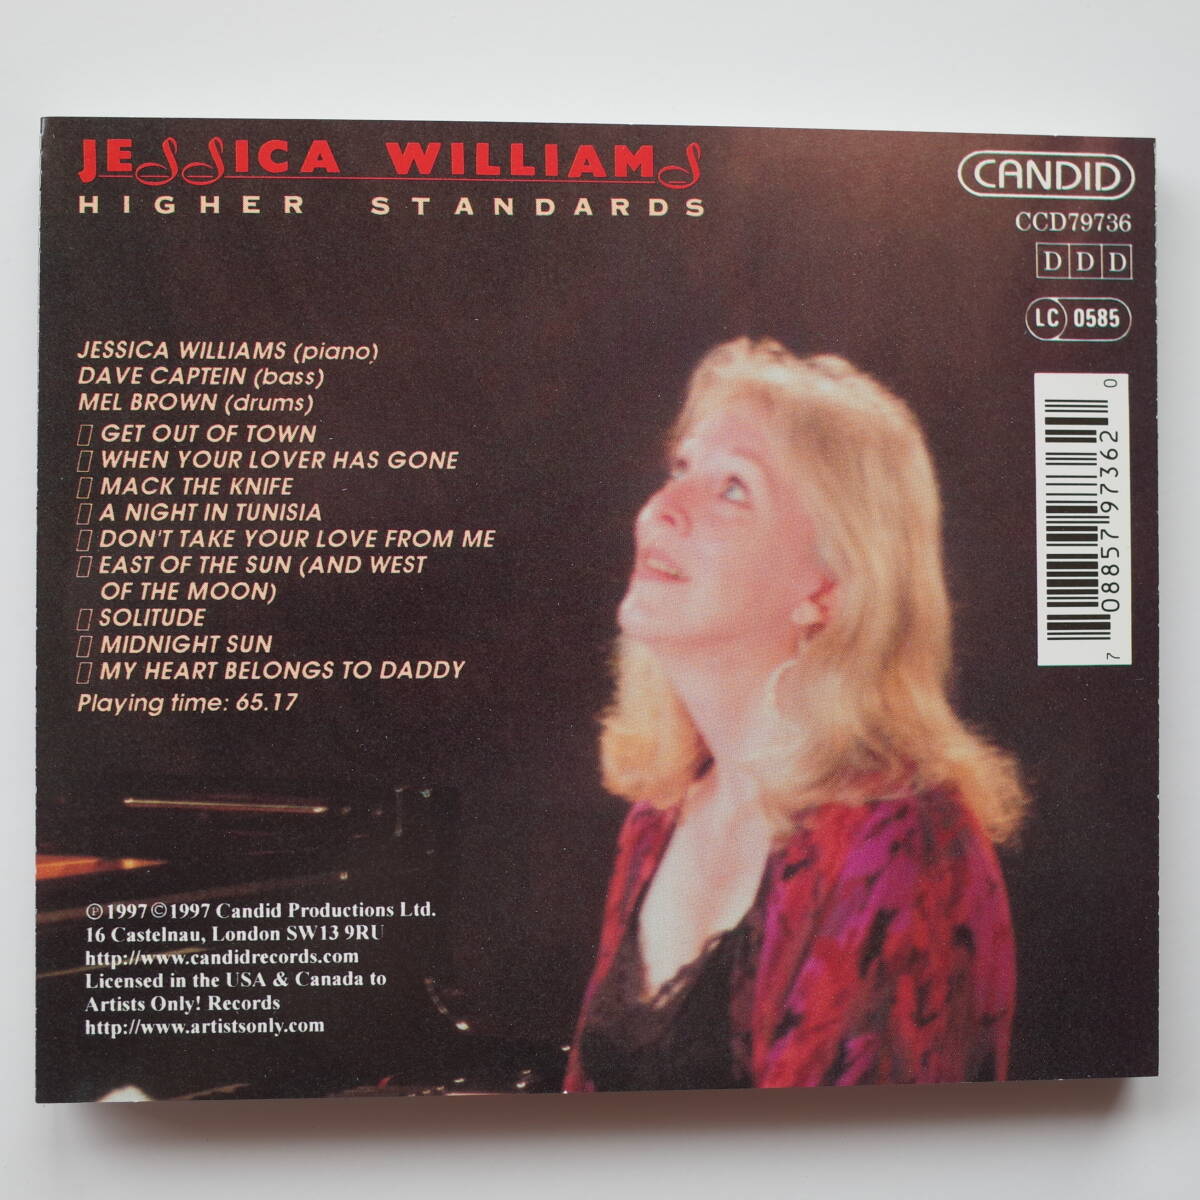 JESSICA WILLIAMS
HIGHER STANDARDS
CANDID
CCD79736
DDD
LC 0585
JESSICA WILLIAMS (piano)
DAVE CAPTEIN (bass)
MEL BROWN (drums)
GET OUT OF TOWN
WHEN YOUR LOVER HAS GONE
MACK THE KNIFE
A NIGHT IN TUNISIA
DON'T TAKE YOUR LOVE FROM ME
EAST OF THE SUN (AND WEST
OF THE MOON)
SOLITUDE
MIDNIGHT SUN
MY HEART BELONGS TO DADDY
Playing time: 65.17
7 08857 97362 0
℗ 1997 © 1997 Candid Productions Ltd.
16 Castelnau, London SW13 9RU
http://www.candidrecords.com
Licensed in the USA & Canada to
Artists Only! Records
http://www.artistsonly.com